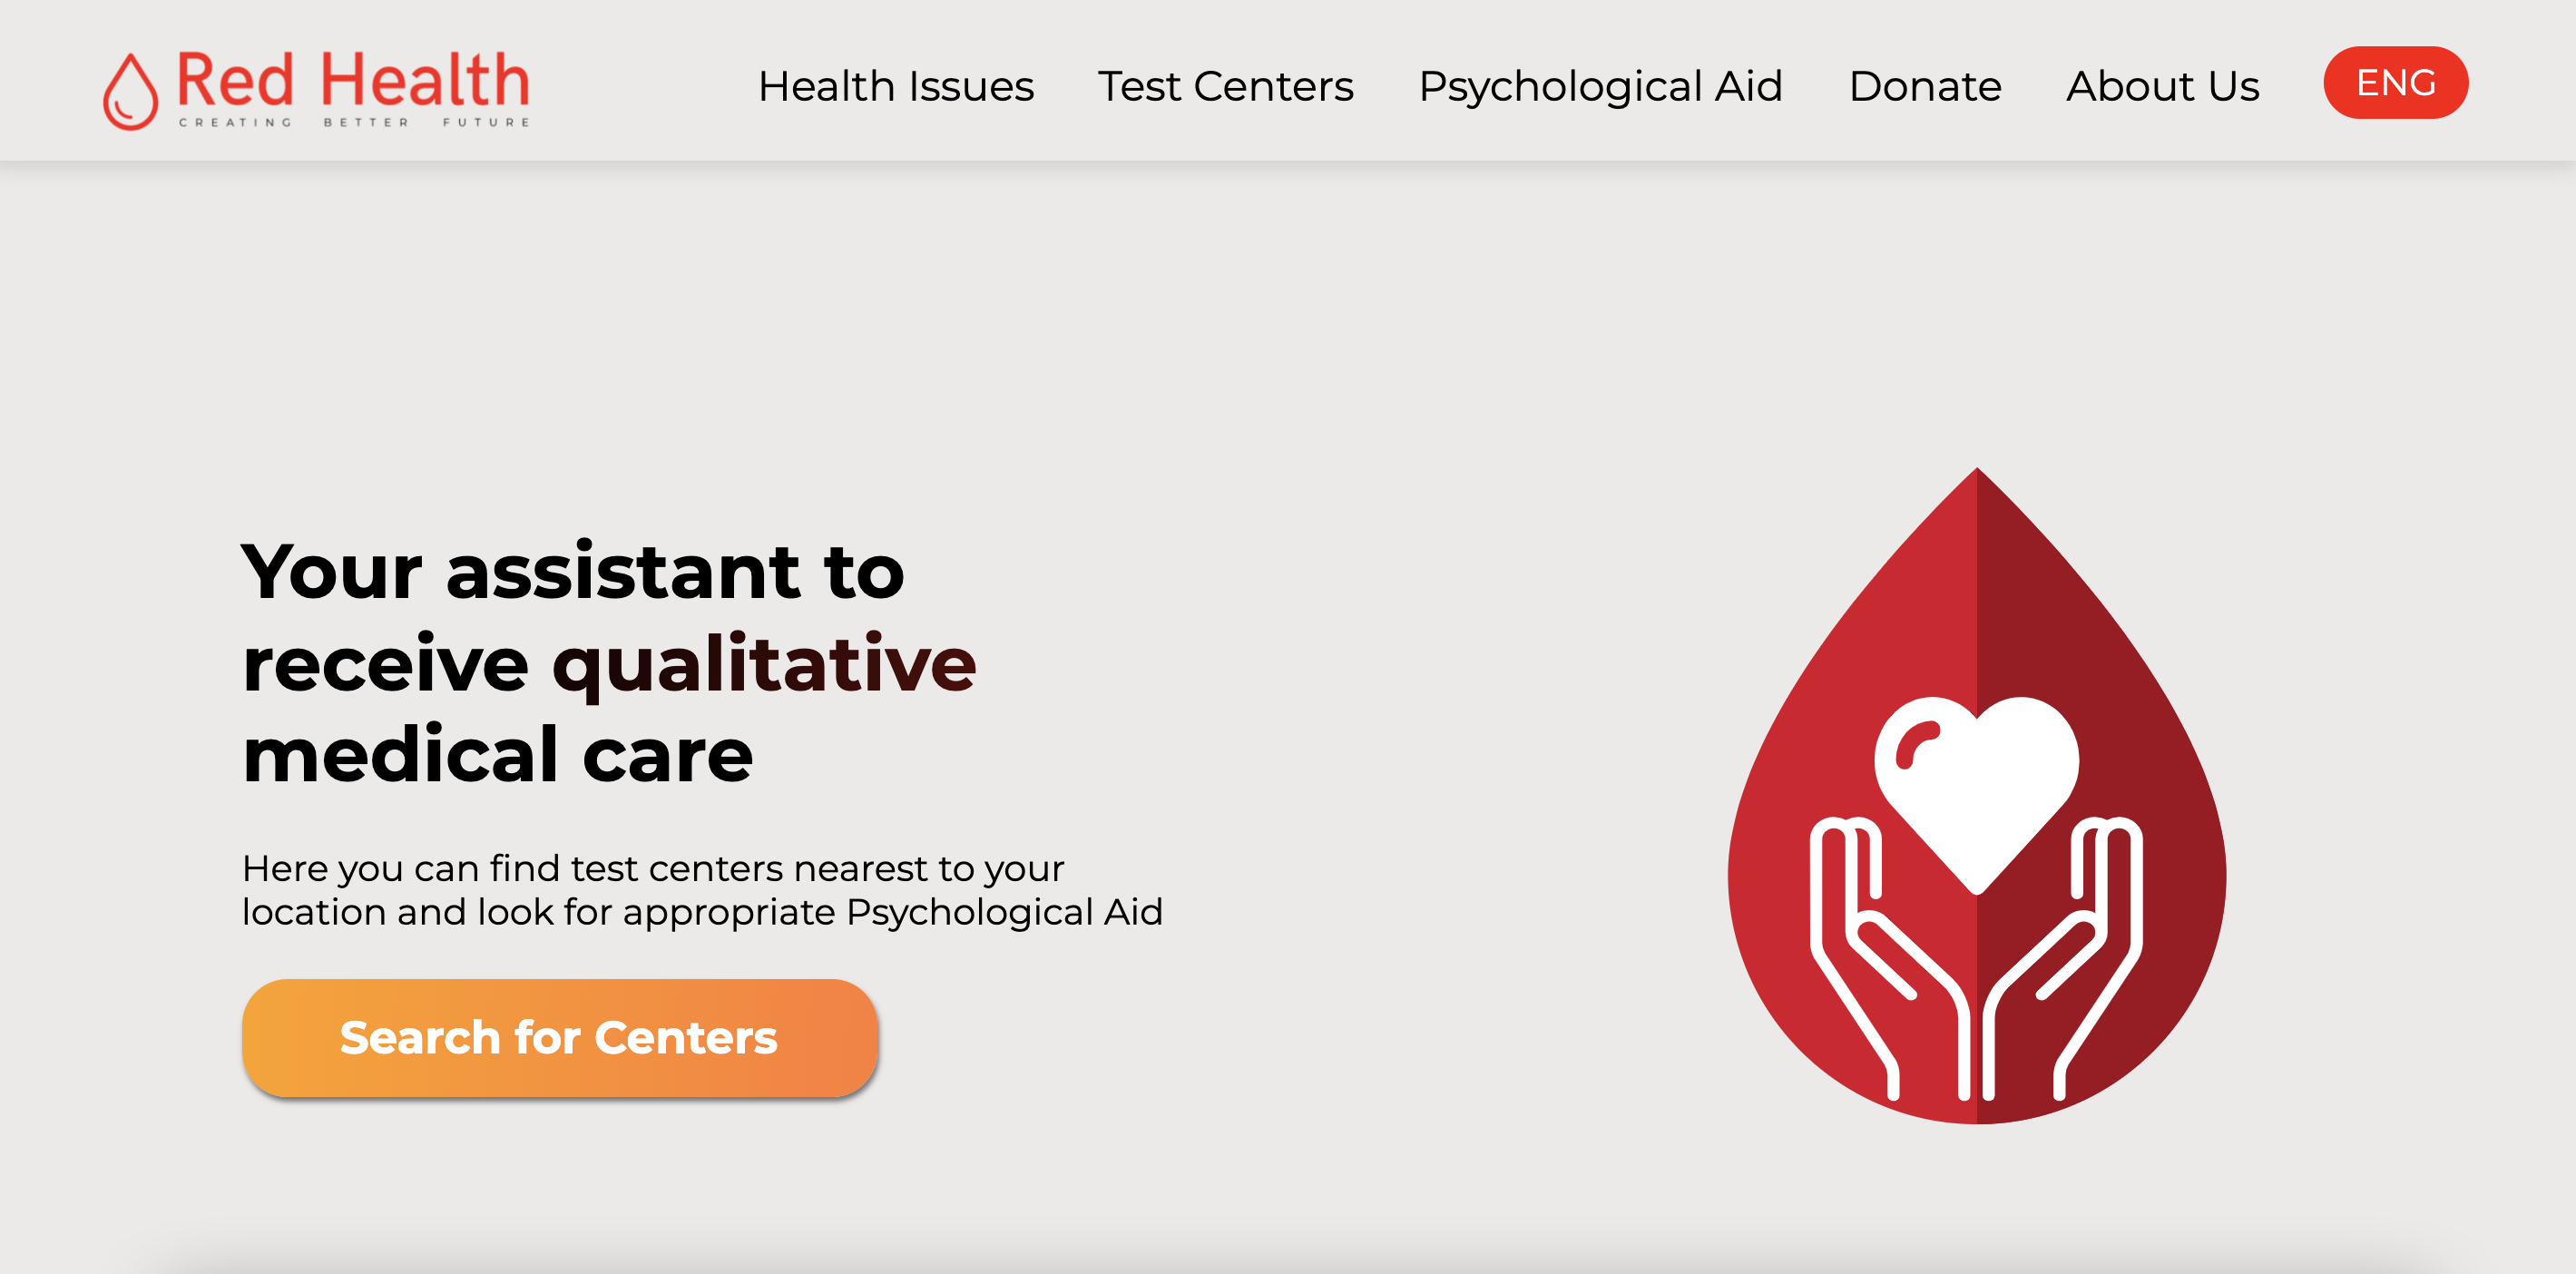 Red Health
CREATING BETTER FUTURE
Health Issues
Test Centers
Psychological Aid
Donate
About Us
ENG
Your assistant to
receive qualitative
medical care
Here you can find test centers nearest to your
location and look for appropriate Psychological Aid
Search for Centers